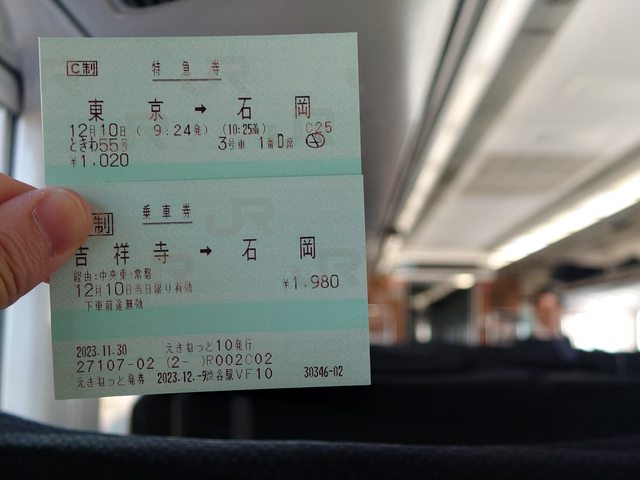 C制 特急券
東京 → 石岡
12月10日 ( 9:24発) (10:25着) C25
ときわ55号 3号車 1番D席
¥1,020
制 乗車券
吉祥寺 → 石岡
経由:中央東・常磐
12月10日当日限り有効 ¥1,980
下車前途無効
2023.11.30 えきねっと10発行
27107-02 (2- )R002C02
えきねっと発券 2023.12.-9渋谷駅VF10 30346-02